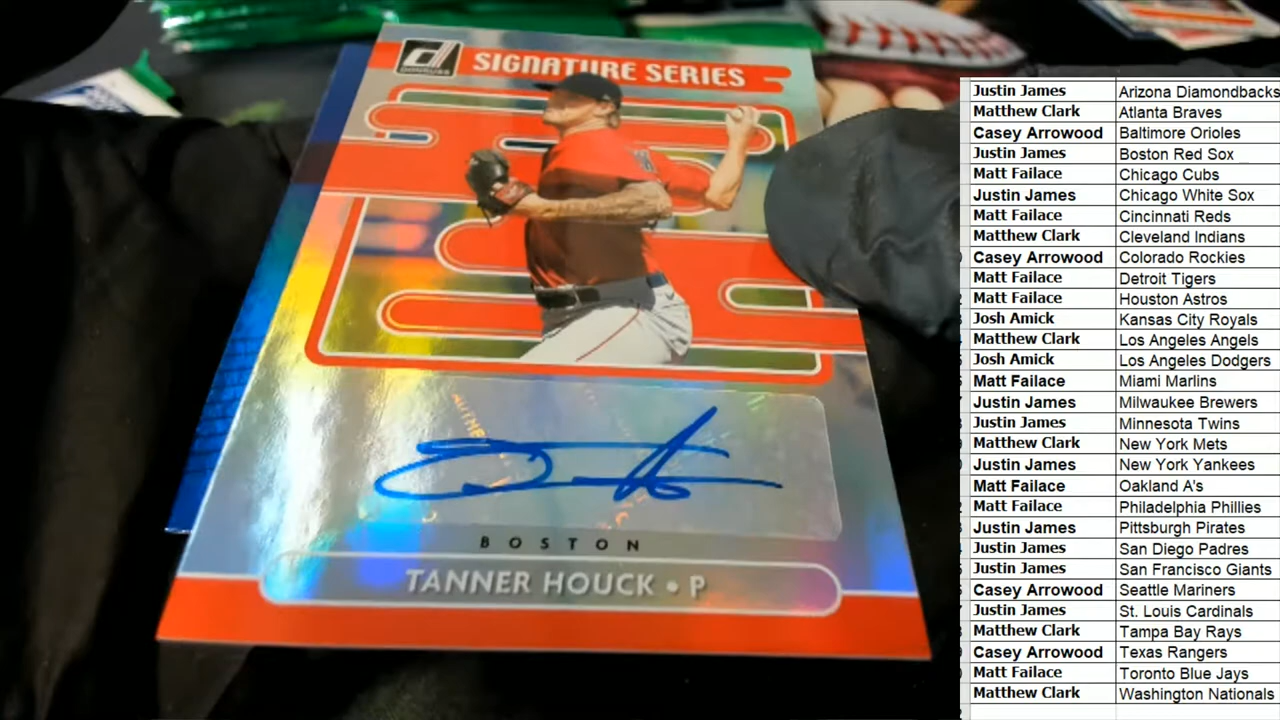 DONRUSS
SIGNATURE SERIES
BOSTON
TANNER HOUCK • P
Justin James Arizona Diamondbacks
Matthew Clark Atlanta Braves
Casey Arrowood Baltimore Orioles
Justin James Boston Red Sox
Matt Failace Chicago Cubs
Justin James Chicago White Sox
Matt Failace Cincinnati Reds
Matthew Clark Cleveland Indians
Casey Arrowood Colorado Rockies
Matt Failace Detroit Tigers
Matt Failace Houston Astros
Josh Amick Kansas City Royals
Matthew Clark Los Angeles Angels
Josh Amick Los Angeles Dodgers
Matt Failace Miami Marlins
Justin James Milwaukee Brewers
Justin James Minnesota Twins
Matthew Clark New York Mets
Justin James New York Yankees
Matt Failace Oakland A's
Matt Failace Philadelphia Phillies
Justin James Pittsburgh Pirates
Justin James San Diego Padres
Justin James San Francisco Giants
Casey Arrowood Seattle Mariners
Justin James St. Louis Cardinals
Matthew Clark Tampa Bay Rays
Casey Arrowood Texas Rangers
Matt Failace Toronto Blue Jays
Matthew Clark Washington Nationals